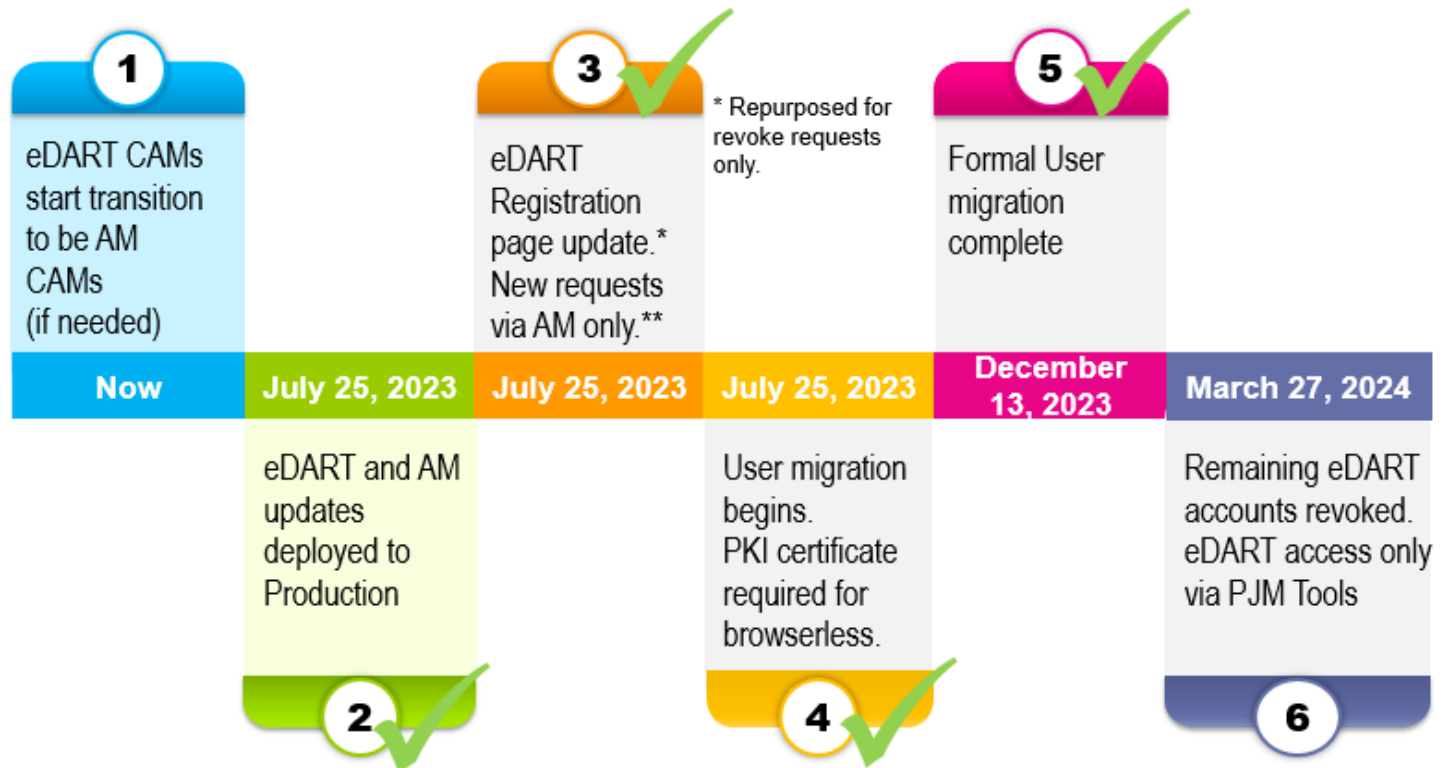 1
eDART CAMs
start transition
to be AM
CAMs
(if needed)
Now
July 25, 2023
eDART and AM
updates
deployed to
Production
2
3
eDART
Registration
page update.*
New requests
via AM only.**
July 25, 2023
* Repurposed for
revoke requests
only.
July 25, 2023
User migration
begins.
PKI certificate
required for
browserless.
4
5
Formal User
migration
complete
December
13, 2023
March 27, 2024
Remaining eDART
accounts revoked.
eDART access only
via PJM Tools
6